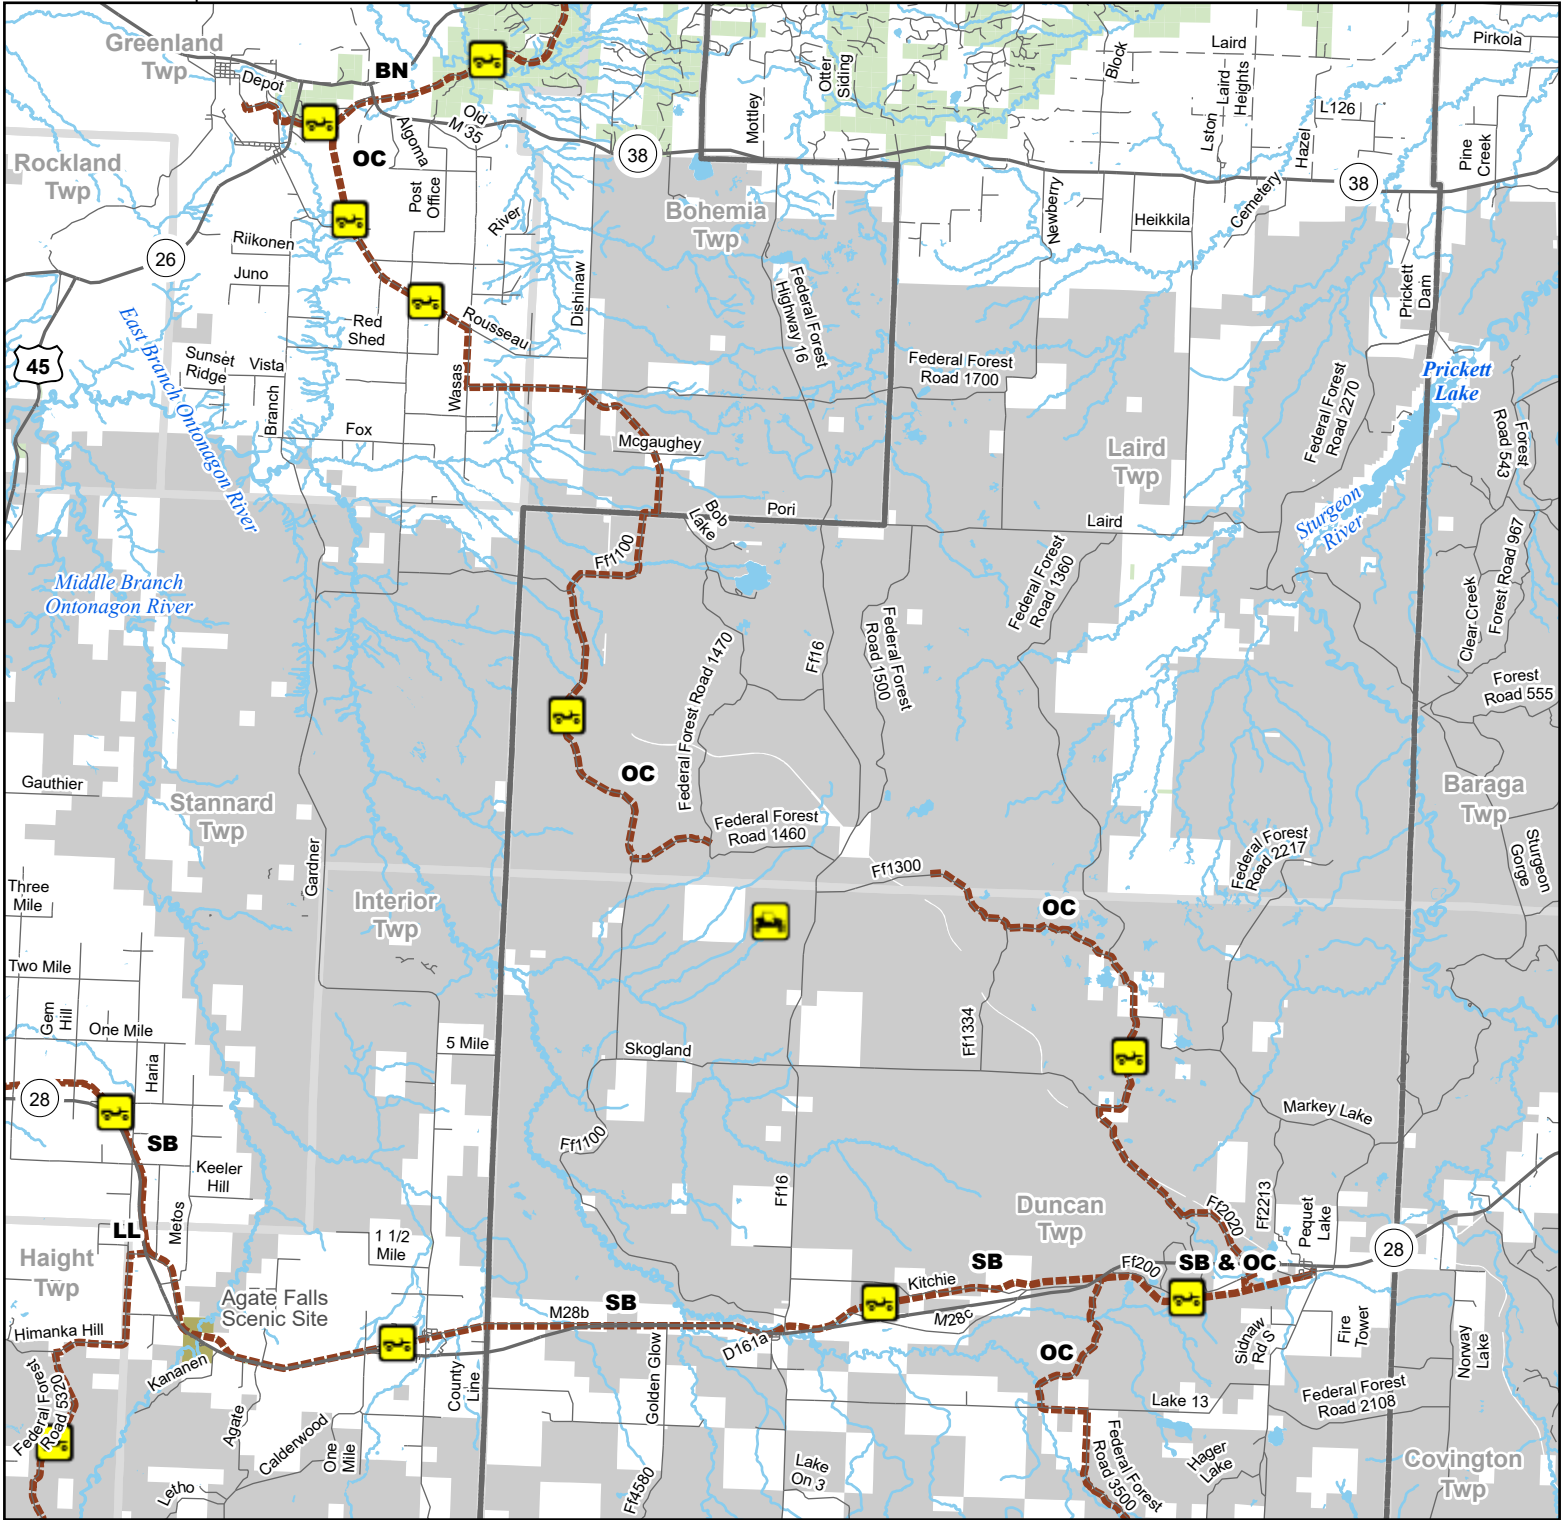 Greenland
Twp
Depot
BN
Old
M 35
Mottley
Otter
Siding
Block
Laird
Lston
Laird
Heights
L126
Hazel
Pirkola
Pine
Creek
Rockland
Twp
OC
Algoma
Post
Office
River
38
Bohemia
Twp
Newberry
Heikkila
Cemetery
38
Riikonen
26
Juno
Dishinaw
Federal Forest
Highway 16
Prickett
Dam
East Branch Ontonagon River
Red
Shed
Rousseau
45
Sunset
Ridge
Vista
Branch
Wasas
Federal Forest
Road 1700
Federal Forest
Road 2270
Prickett
Lake
Fox
Mcgaughey
Laird
Twp
Forest
Road 543
Bob
Lake
Pori
Laird
Sturgeon
River
Ff1100
Middle Branch
Ontonagon River
Federal Forest
Road 1360
Clear Creek
Forest Road 967
Federal Forest Road 1470
Ff16
Federal Forest
Road 1500
Forest
Road 555
Gauthier
Stannard
Twp
OC
Federal Forest
Road 1460
Baraga
Twp
Gardner
Ff1300
Federal Forest
Road 2217
Sturgeon
Gorge
Three
Mile
Interior
Twp
OC
Two Mile
Gem
Hill
One Mile
Haria
5 Mile
Skogland
Ff1334
28
SB
Ff1100
Markey Lake
Keeler
Hill
Metos
Ff16
Duncan
Twp
Ff2020
Ff2213
Pequet
Lake
LL
1 1/2
Mile
28
Haight
Twp
Agate Falls
Scenic Site
M28b
SB
Kitchie
SB
Ff200
SB & OC
M28c
Himanka Hill
Kananen
County
Line
Golden Glow
D161a
OC
Sidnaw
Rd S
Fire
Tower
Norway
Lake
Federal Forest
Road 5320
Agate
Calderwood
One
Mile
Lake 13
Federal Forest
Road 2108
Letho
Ff4580
Lake
On 3
Federal Forest
Road 3500
Hager
Lake
Covington
Twp